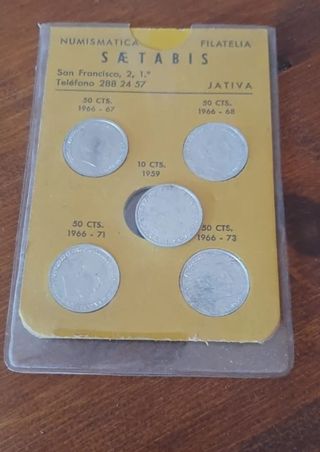 NUMISMATICA FILATELIA
SÆTABIS
San Francisco, 2, 1.°
Teléfono 288 24 57 JATIVA
50 CTS. 50 CTS.
1966 - 67 1966 - 68
10 CTS.
1959
50 CTS. 50 CTS.
1966 - 71 1966 - 73